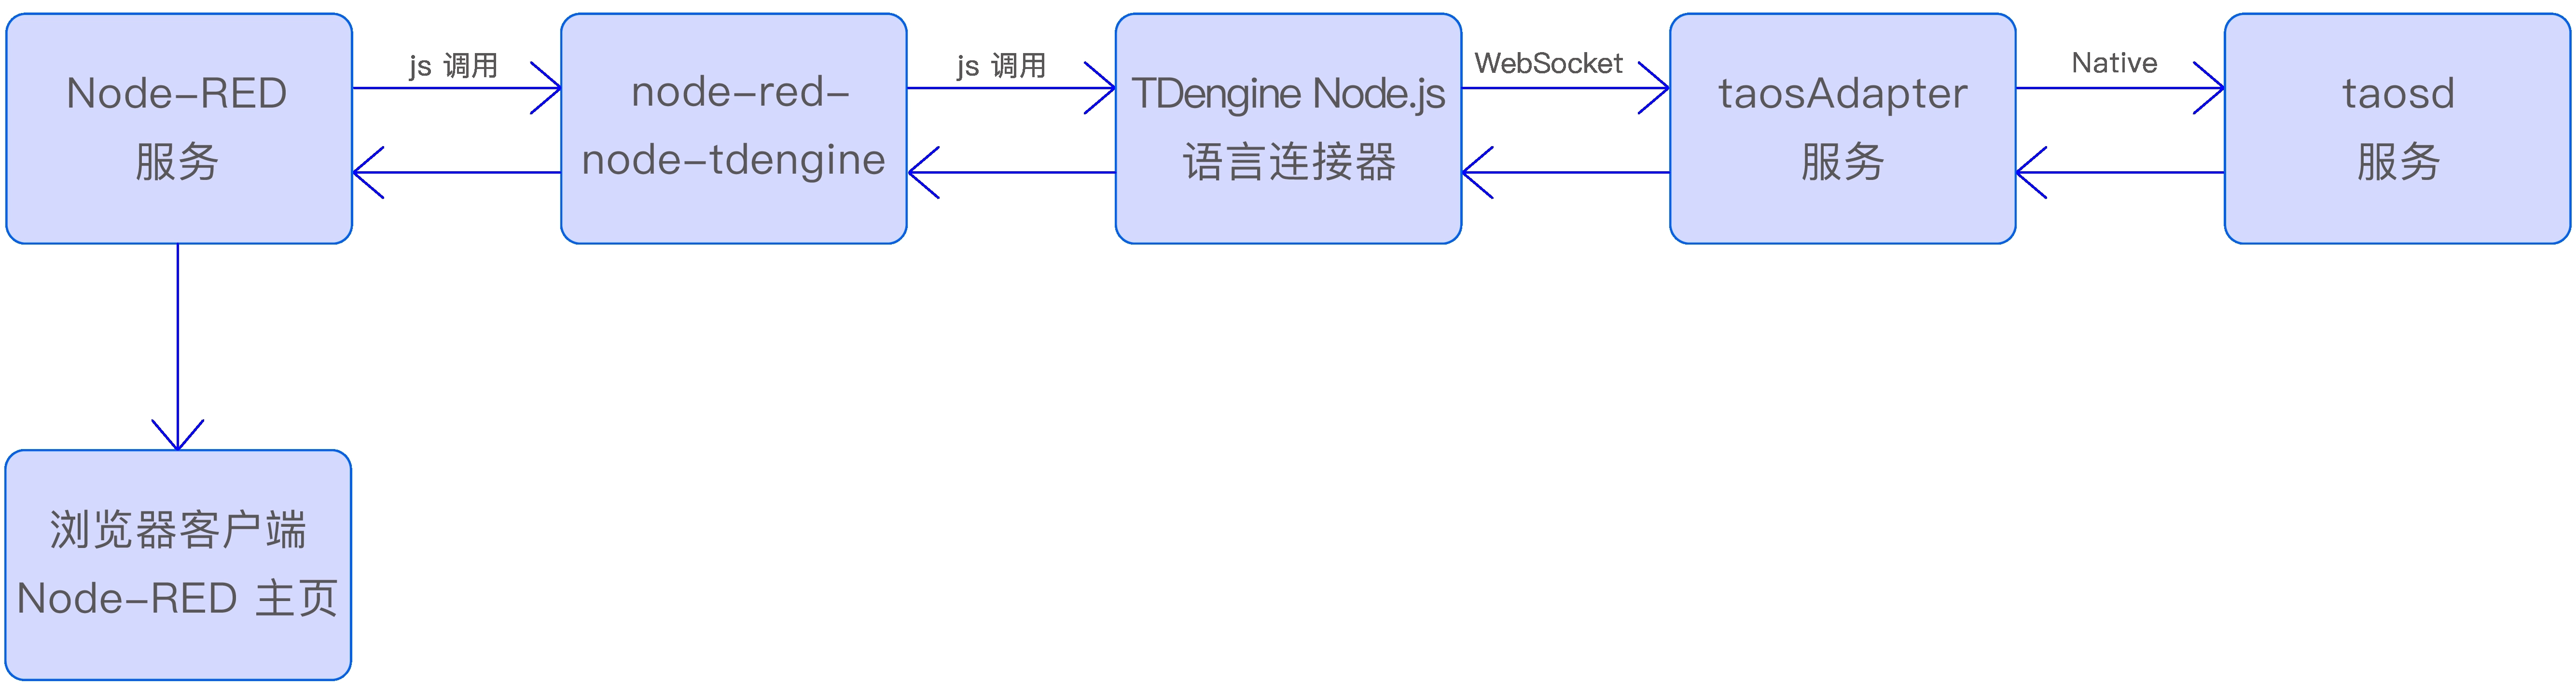 Node-RED
服务
js 调用
node-red-
node-tdengine
js 调用
TDengine Node.js
语言连接器
WebSocket
taosAdapter
服务
Native
taosd
服务
浏览器客户端
Node-RED 主页